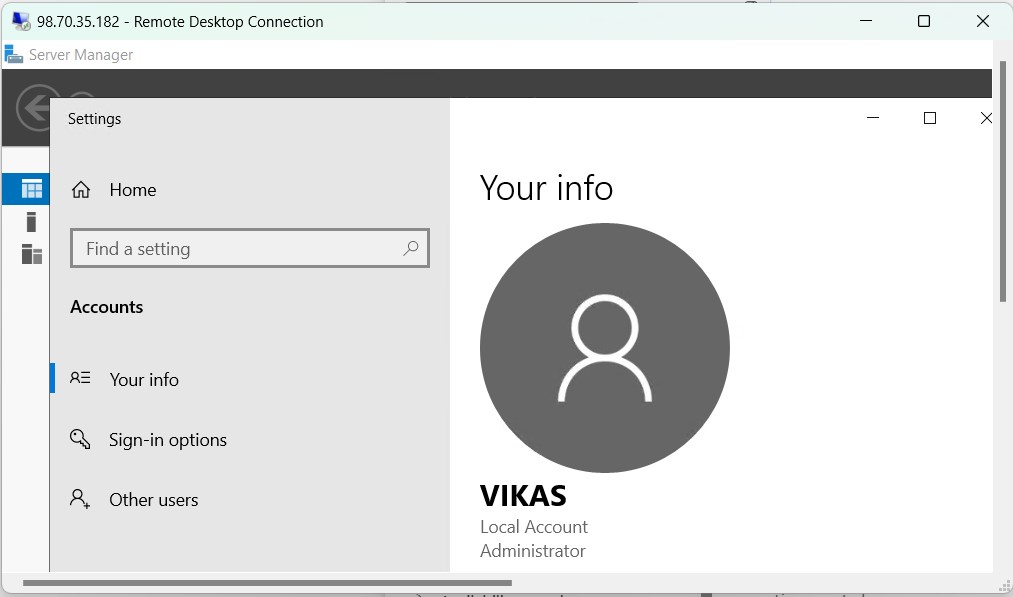 98.70.35.182 - Remote Desktop Connection
Server Manager
Settings
Home
Find a setting
Accounts
Your info
Sign-in options
Other users
Your info
VIKAS
Local Account
Administrator